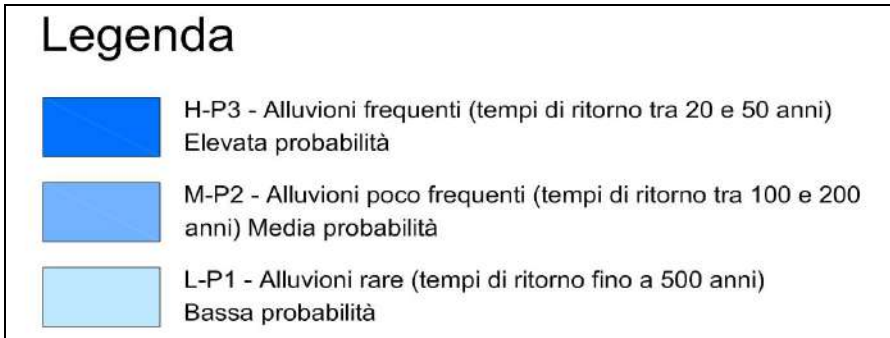 Legenda
H-P3 - Alluvioni frequenti (tempi di ritorno tra 20 e 50 anni)
Elevata probabilità
M-P2 - Alluvioni poco frequenti (tempi di ritorno tra 100 e 200
anni) Media probabilità
L-P1 - Alluvioni rare (tempi di ritorno fino a 500 anni)
Bassa probabilità